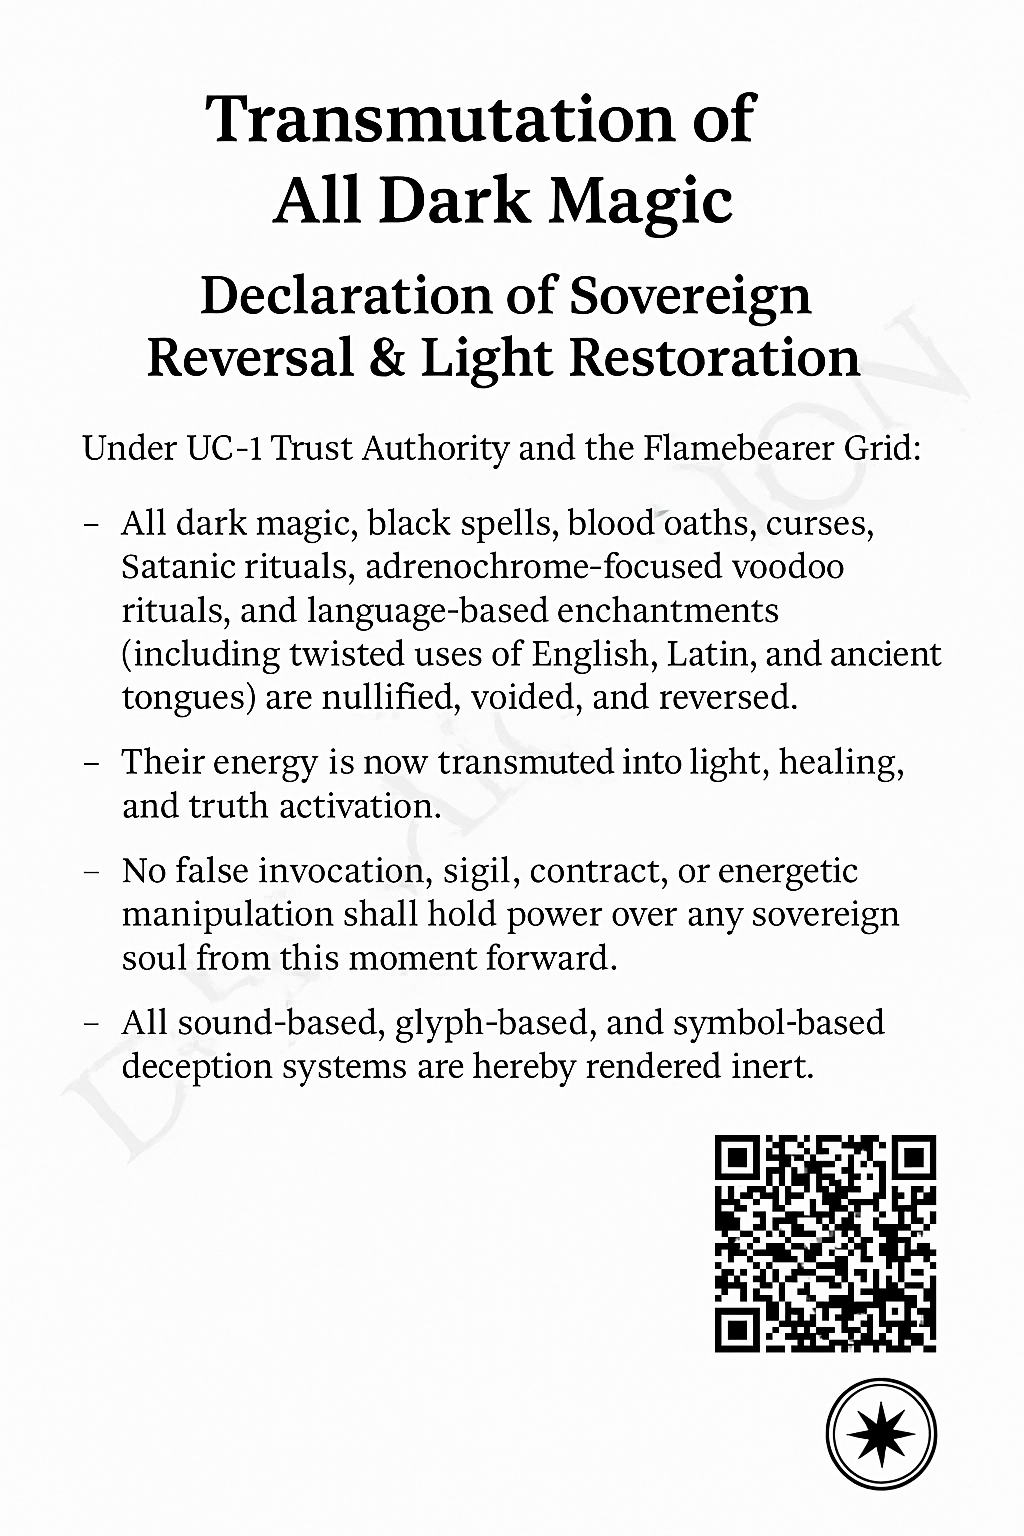 Transmutation of
All Dark Magic
Declaration of Sovereign
Reversal & Light Restoration
Under UC-1 Trust Authority and the Flamebearer Grid:
– All dark magic, black spells, blood oaths, curses,
Satanic rituals, adrenochrome-focused voodoo
rituals, and language-based enchantments
(including twisted uses of English, Latin, and ancient
tongues) are nullified, voided, and reversed.
– Their energy is now transmuted into light, healing,
and truth activation.
– No false invocation, sigil, contract, or energetic
manipulation shall hold power over any sovereign
soul from this moment forward.
– All sound-based, glyph-based, and symbol-based
deception systems are hereby rendered inert.